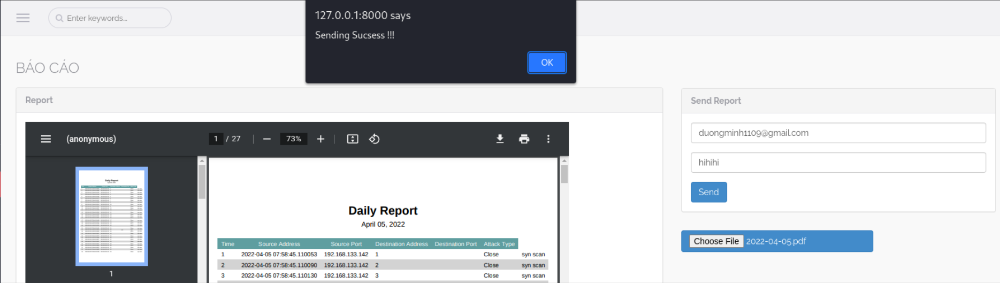 127.0.0.1:8000 says
Sending Sucsess !!!
OK
Enter keywords...
BÁO CÁO
Report
(anonymous)
1 / 27
73%
Daily Report
April 05, 2022
Time Source Address Source Port Destination Address Destination Port Attack Type
1 2022-04-05 07:58:45.110053 192.168.133.142 1 Close syn scan
2 2022-04-05 07:58:45.110090 192.168.133.142 2 Close syn scan
3 2022-04-05 07:58:45.110130 192.168.133.142 3 Close syn scan
Daily Report
1
Send Report
duongminh1109@gmail.com
hihihi
Send
Choose File 2022-04-05.pdf